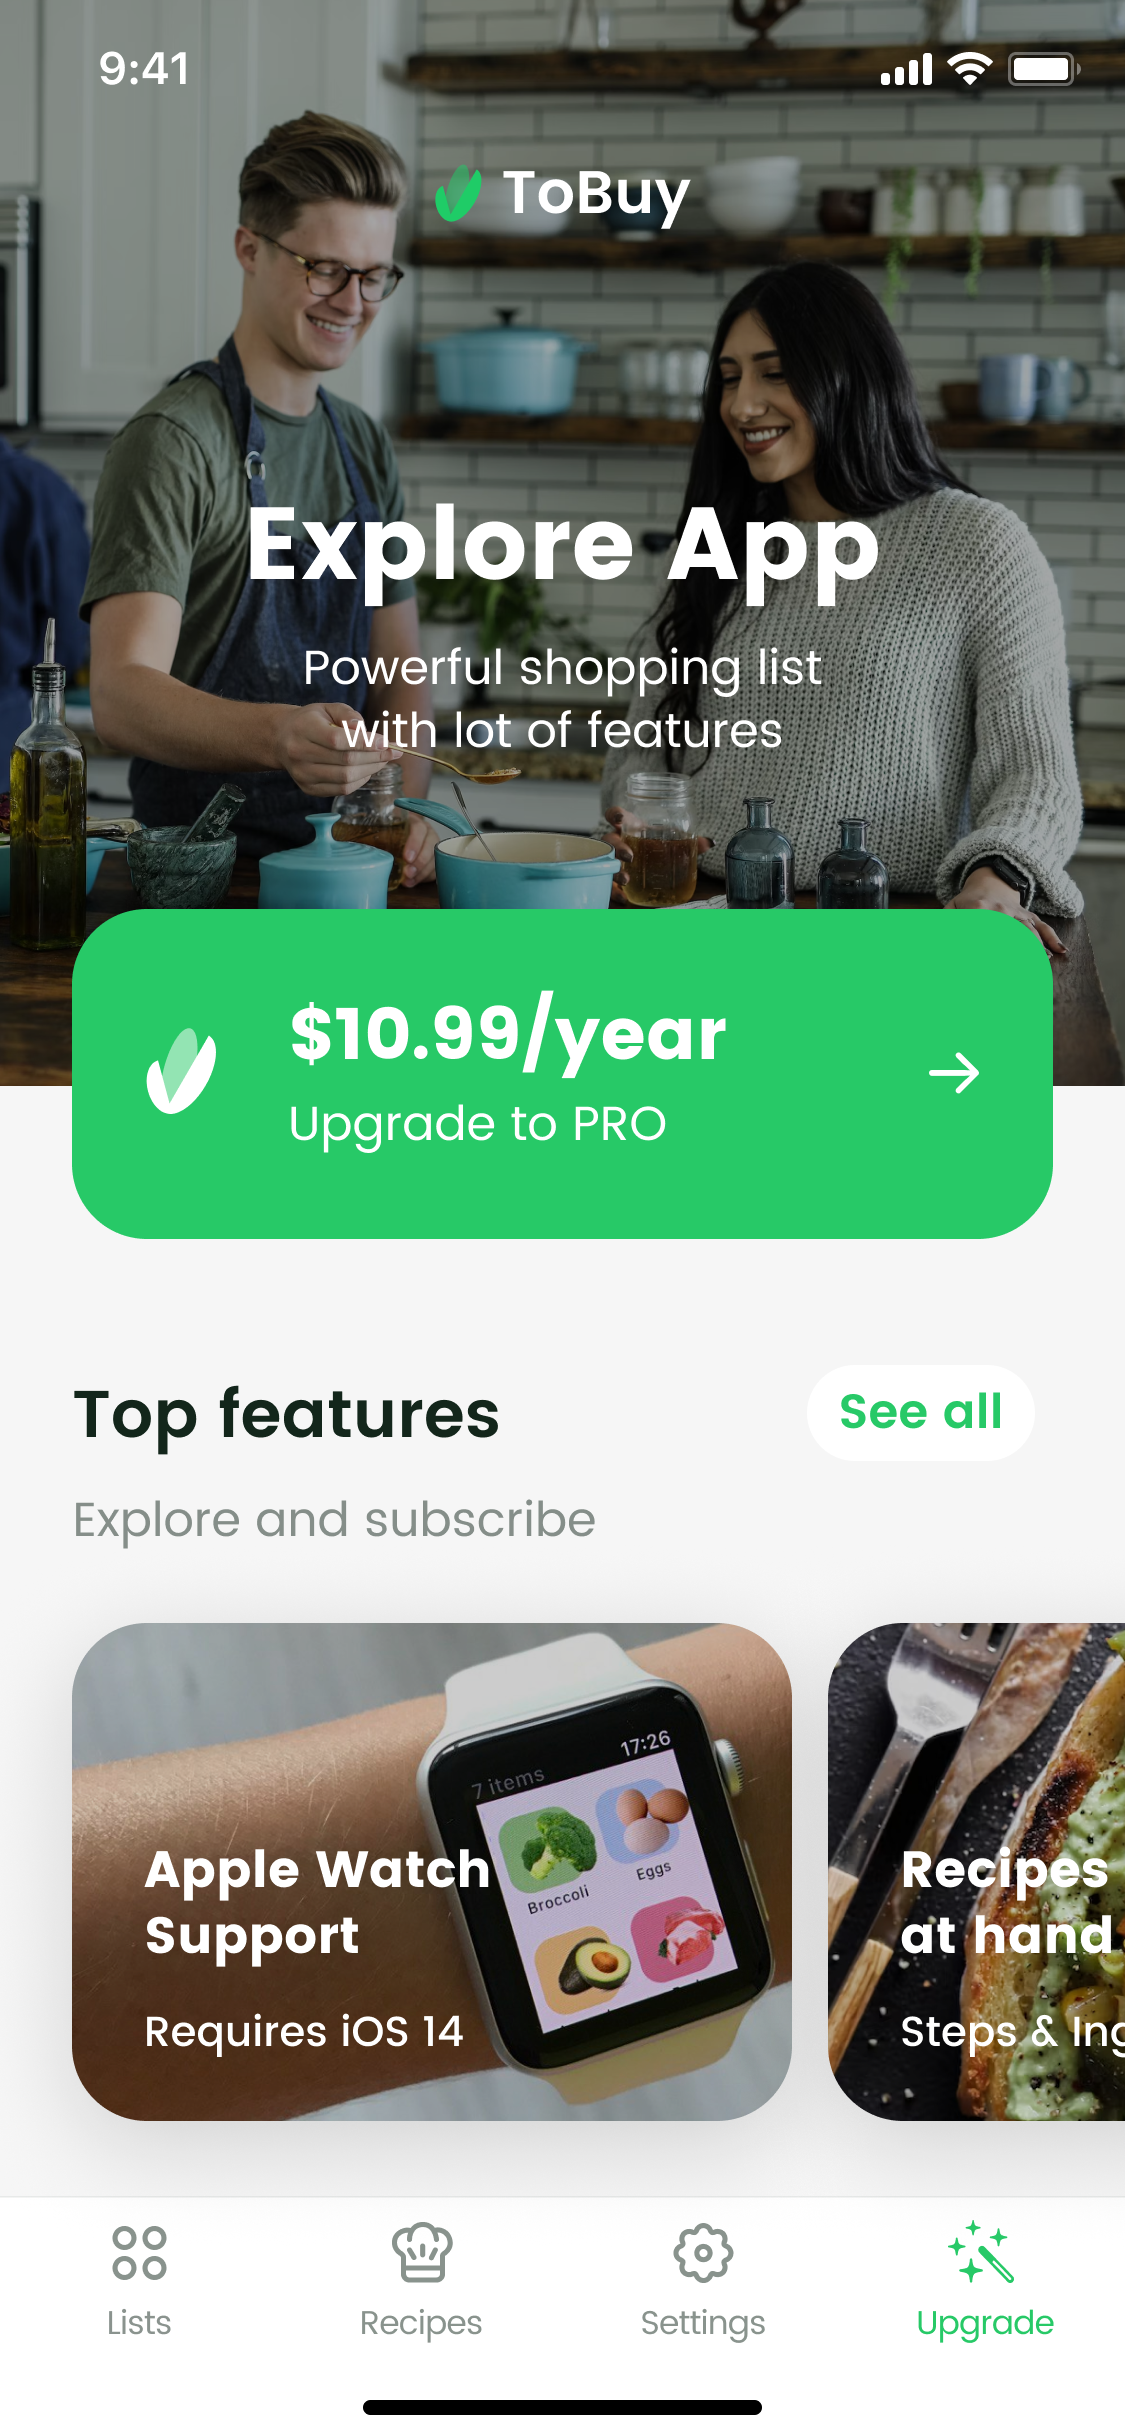 9:41
ToBuy
Explore App
Powerful shopping list
with lot of features
$10.99/year
Upgrade to PRO
Top features
See all
Explore and subscribe
17:26
7 items
Broccoli
Eggs
Apple Watch
Support
Requires iOS 14
Recipes
at hand
Steps &
Lists
Recipes
Settings
Upgrade